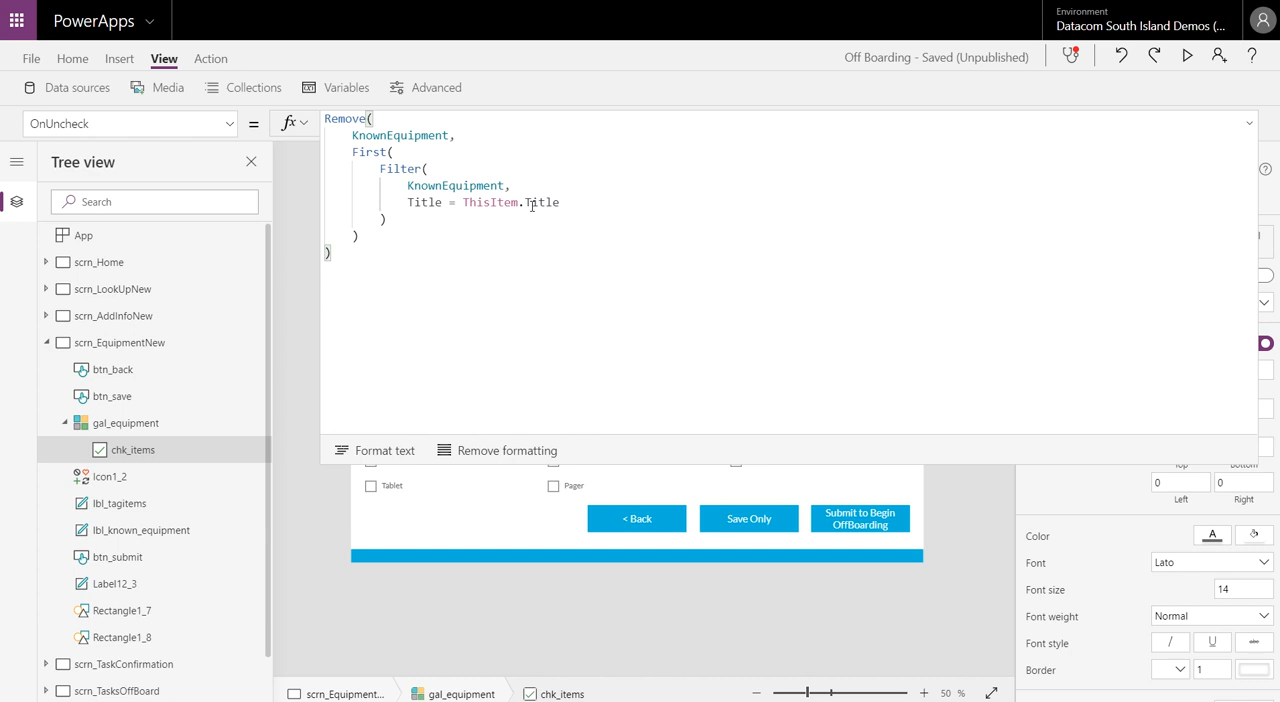 PowerApps
Environment
Datacom South Island Demos (...
File Home Insert View Action
Off Boarding - Saved (Unpublished)
Data sources Media Collections Variables Advanced
OnUncheck
= fx
Remove(
KnownEquipment,
First(
Filter(
KnownEquipment,
Title = ThisItem.Title
)
)
)
Tree view
Search
App
scrn_Home
scrn_LookUpNew
scrn_AddInfoNew
scrn_EquipmentNew
btn_back
btn_save
gal_equipment
chk_items
Icon1_2
lbl_tagitems
lbl_known_equipment
btn_submit
Label12_3
Rectangle1_7
Rectangle1_8
scrn_TaskConfirmation
scrn_TasksOffBoard
Format text Remove formatting
Tablet Pager
< Back Save Only Submit to Begin
OffBoarding
Top Bottom
0 0
Left Right
Color A
Font Lato
Font size 14
Font weight Normal
Font style / U abc
Border 1
scrn_Equipment... gal_equipment chk_items
50 %